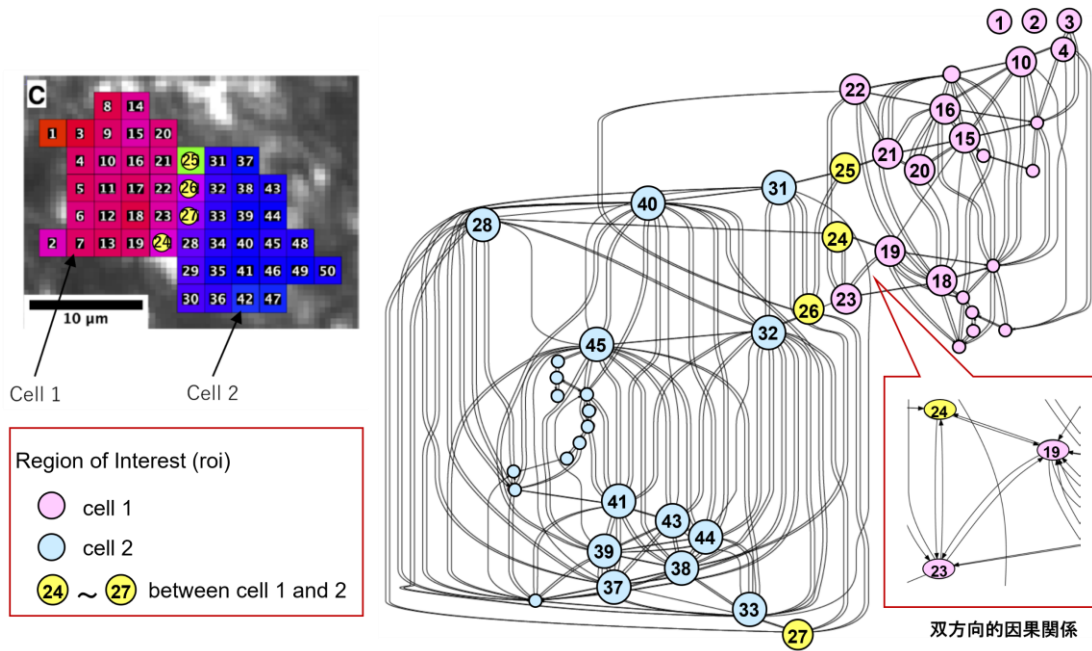 C
8 14
1 3 9 15 20
4 10 16 21 25 31 37
5 11 17 22 26 32 38 43
6 12 18 23 27 33 39 44
2 7 13 19 24 28 34 40 45 48
29 35 41 46 49 50
30 36 42 47
10 μm
Cell 1
Cell 2
Region of Interest (roi)
cell 1
cell 2
24 ~ 27 between cell 1 and 2
1 2 3
4
10
22
16
15
21
20
25
31
40
28
24
19
18
23
26
32
45
41
43
44
39
38
37
33
27
24
19
23
双方向的因果関係